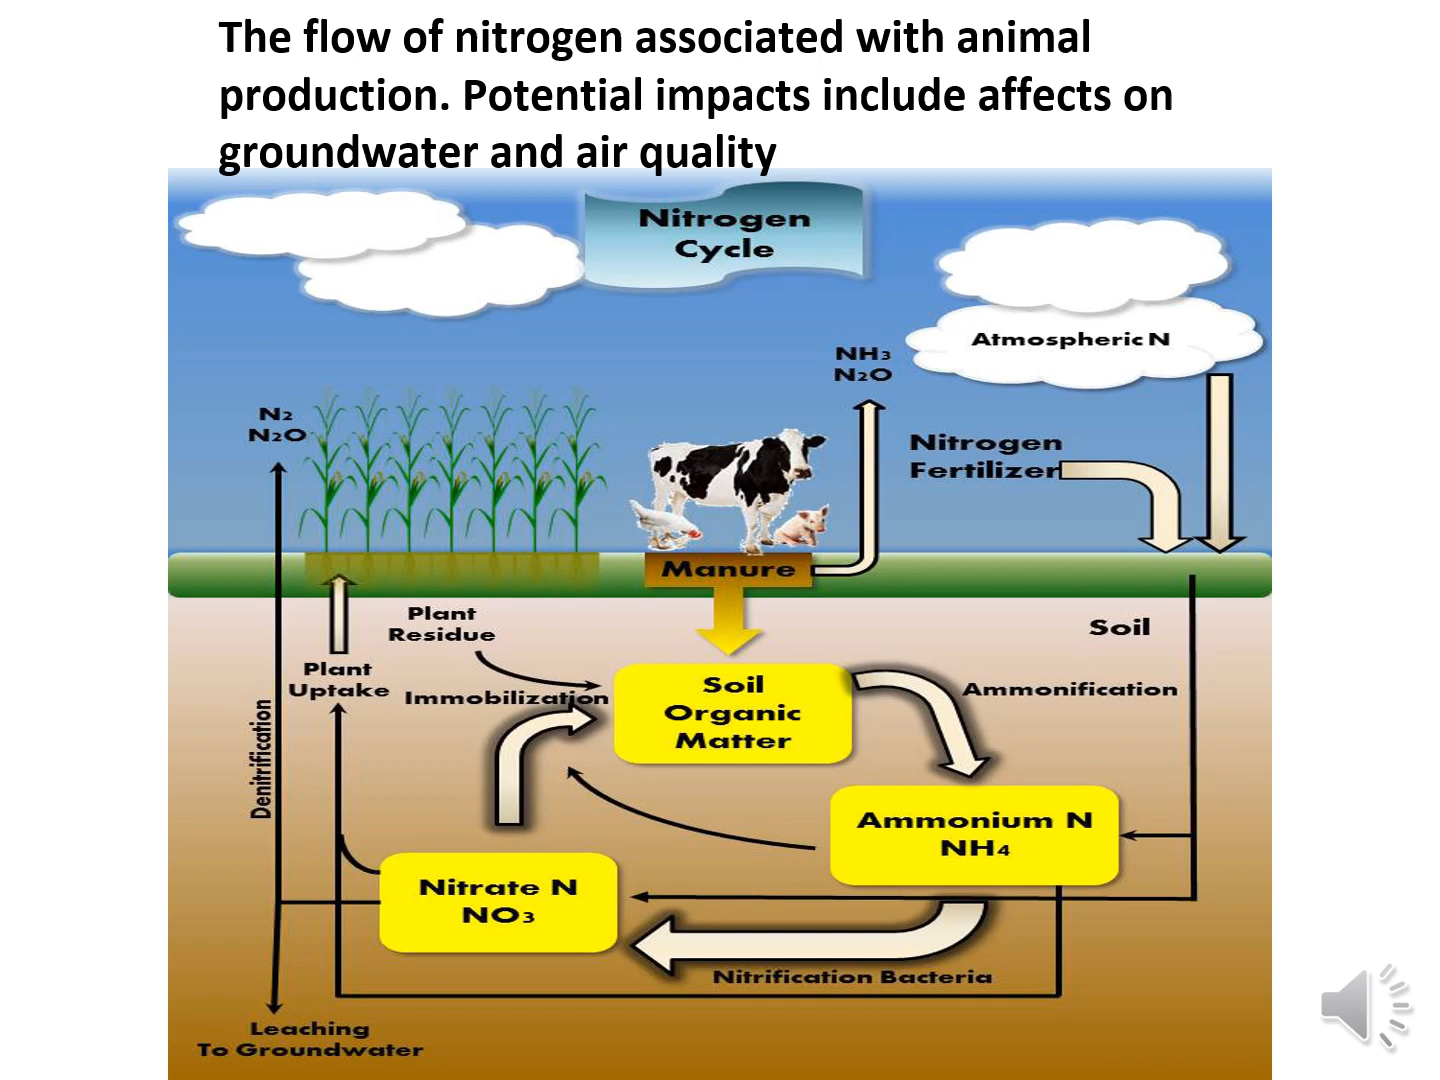 The flow of nitrogen associated with animal
production. Potential impacts include affects on
groundwater and air quality
Nitrogen
Cycle
Atmospheric N
NH3
N2O
N2
N2O
Nitrogen
Fertilizer
Manure
Plant
Residue
Soil
Plant
Uptake
Immobilization
Soil
Organic
Matter
Ammonification
Denitrification
Ammonium N
NH4
Nitrate N
NO3
Nitrification Bacteria
Leaching
To Groundwater